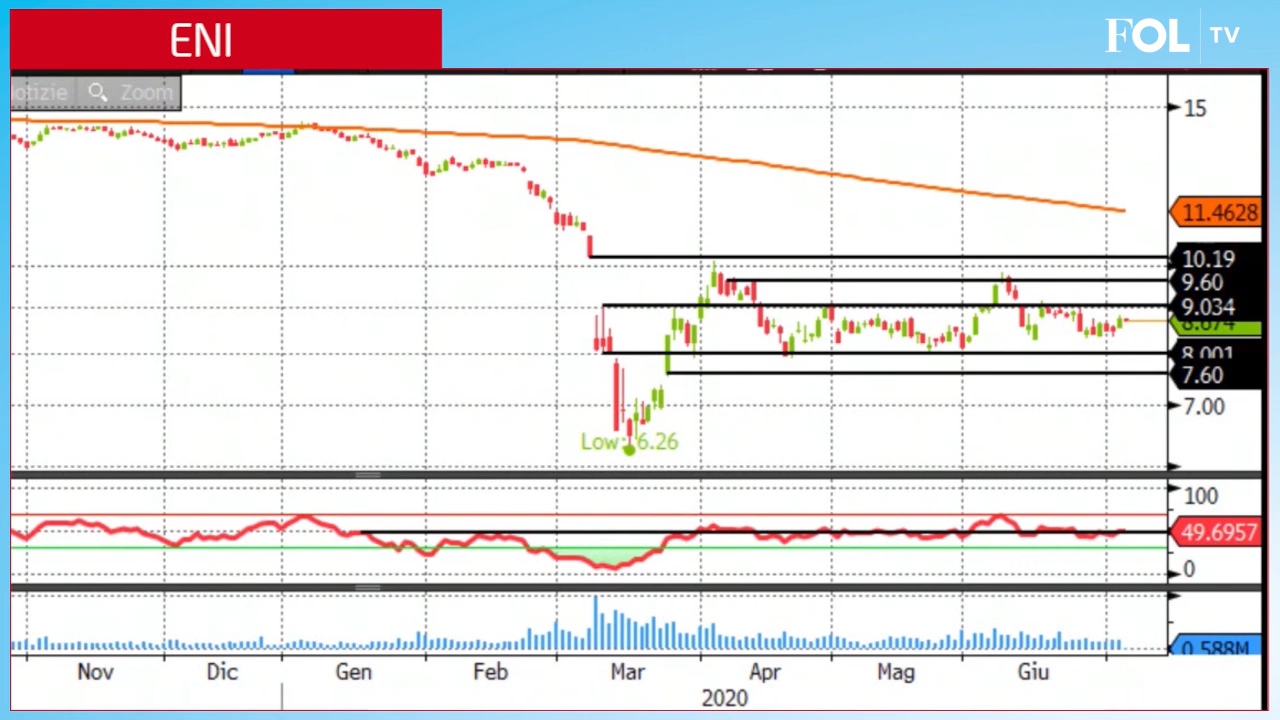 ENI
FOL TV
otizie Zoom
15
11.4628
10.19
9.60
9.034
8.674
8.001
7.60
7.00
Low: 6.26
100
49.6957
0
0.588M
Nov Dic Gen Feb Mar Apr Mag Giu
2020